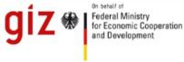 giz
On behalf of
Federal Ministry
for Economic Cooperation
and Development